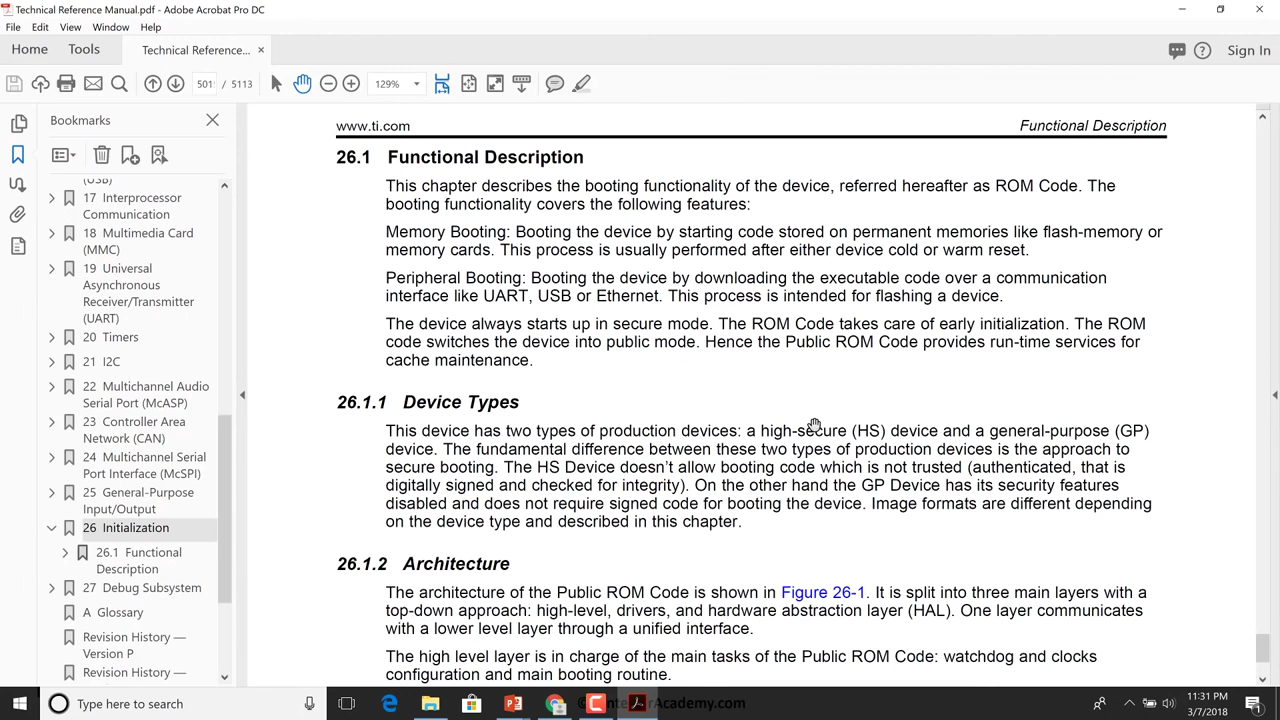 Technical Reference Manual.pdf - Adobe Acrobat Pro DC
File Edit View Window Help
Home Tools Technical Reference... ×
Sign In
501 / 5113 129%
Bookmarks
(USB)
17 Interprocessor
Communication
18 Multimedia Card
(MMC)
19 Universal
Asynchronous
Receiver/Transmitter
(UART)
20 Timers
21 I2C
22 Multichannel Audio
Serial Port (McASP)
23 Controller Area
Network (CAN)
24 Multichannel Serial
Port Interface (McSPI)
25 General-Purpose
Input/Output
26 Initialization
26.1 Functional
Description
27 Debug Subsystem
A Glossary
Revision History —
Version P
Revision History —
www.ti.com Functional Description
26.1 Functional Description
This chapter describes the booting functionality of the device, referred hereafter as ROM Code. The
booting functionality covers the following features:
Memory Booting: Booting the device by starting code stored on permanent memories like flash-memory or
memory cards. This process is usually performed after either device cold or warm reset.
Peripheral Booting: Booting the device by downloading the executable code over a communication
interface like UART, USB or Ethernet. This process is intended for flashing a device.
The device always starts up in secure mode. The ROM Code takes care of early initialization. The ROM
code switches the device into public mode. Hence the Public ROM Code provides run-time services for
cache maintenance.
26.1.1 Device Types
This device has two types of production devices: a high-secure (HS) device and a general-purpose (GP)
device. The fundamental difference between these two types of production devices is the approach to
secure booting. The HS Device doesn't allow booting code which is not trusted (authenticated, that is
digitally signed and checked for integrity). On the other hand the GP Device has its security features
disabled and does not require signed code for booting the device. Image formats are different depending
on the device type and described in this chapter.
26.1.2 Architecture
The architecture of the Public ROM Code is shown in Figure 26-1. It is split into three main layers with a
top-down approach: high-level, drivers, and hardware abstraction layer (HAL). One layer communicates
with a lower level layer through a unified interface.
The high level layer is in charge of the main tasks of the Public ROM Code: watchdog and clocks
configuration and main booting routine.
Type here to search
11:31 PM
3/7/2018